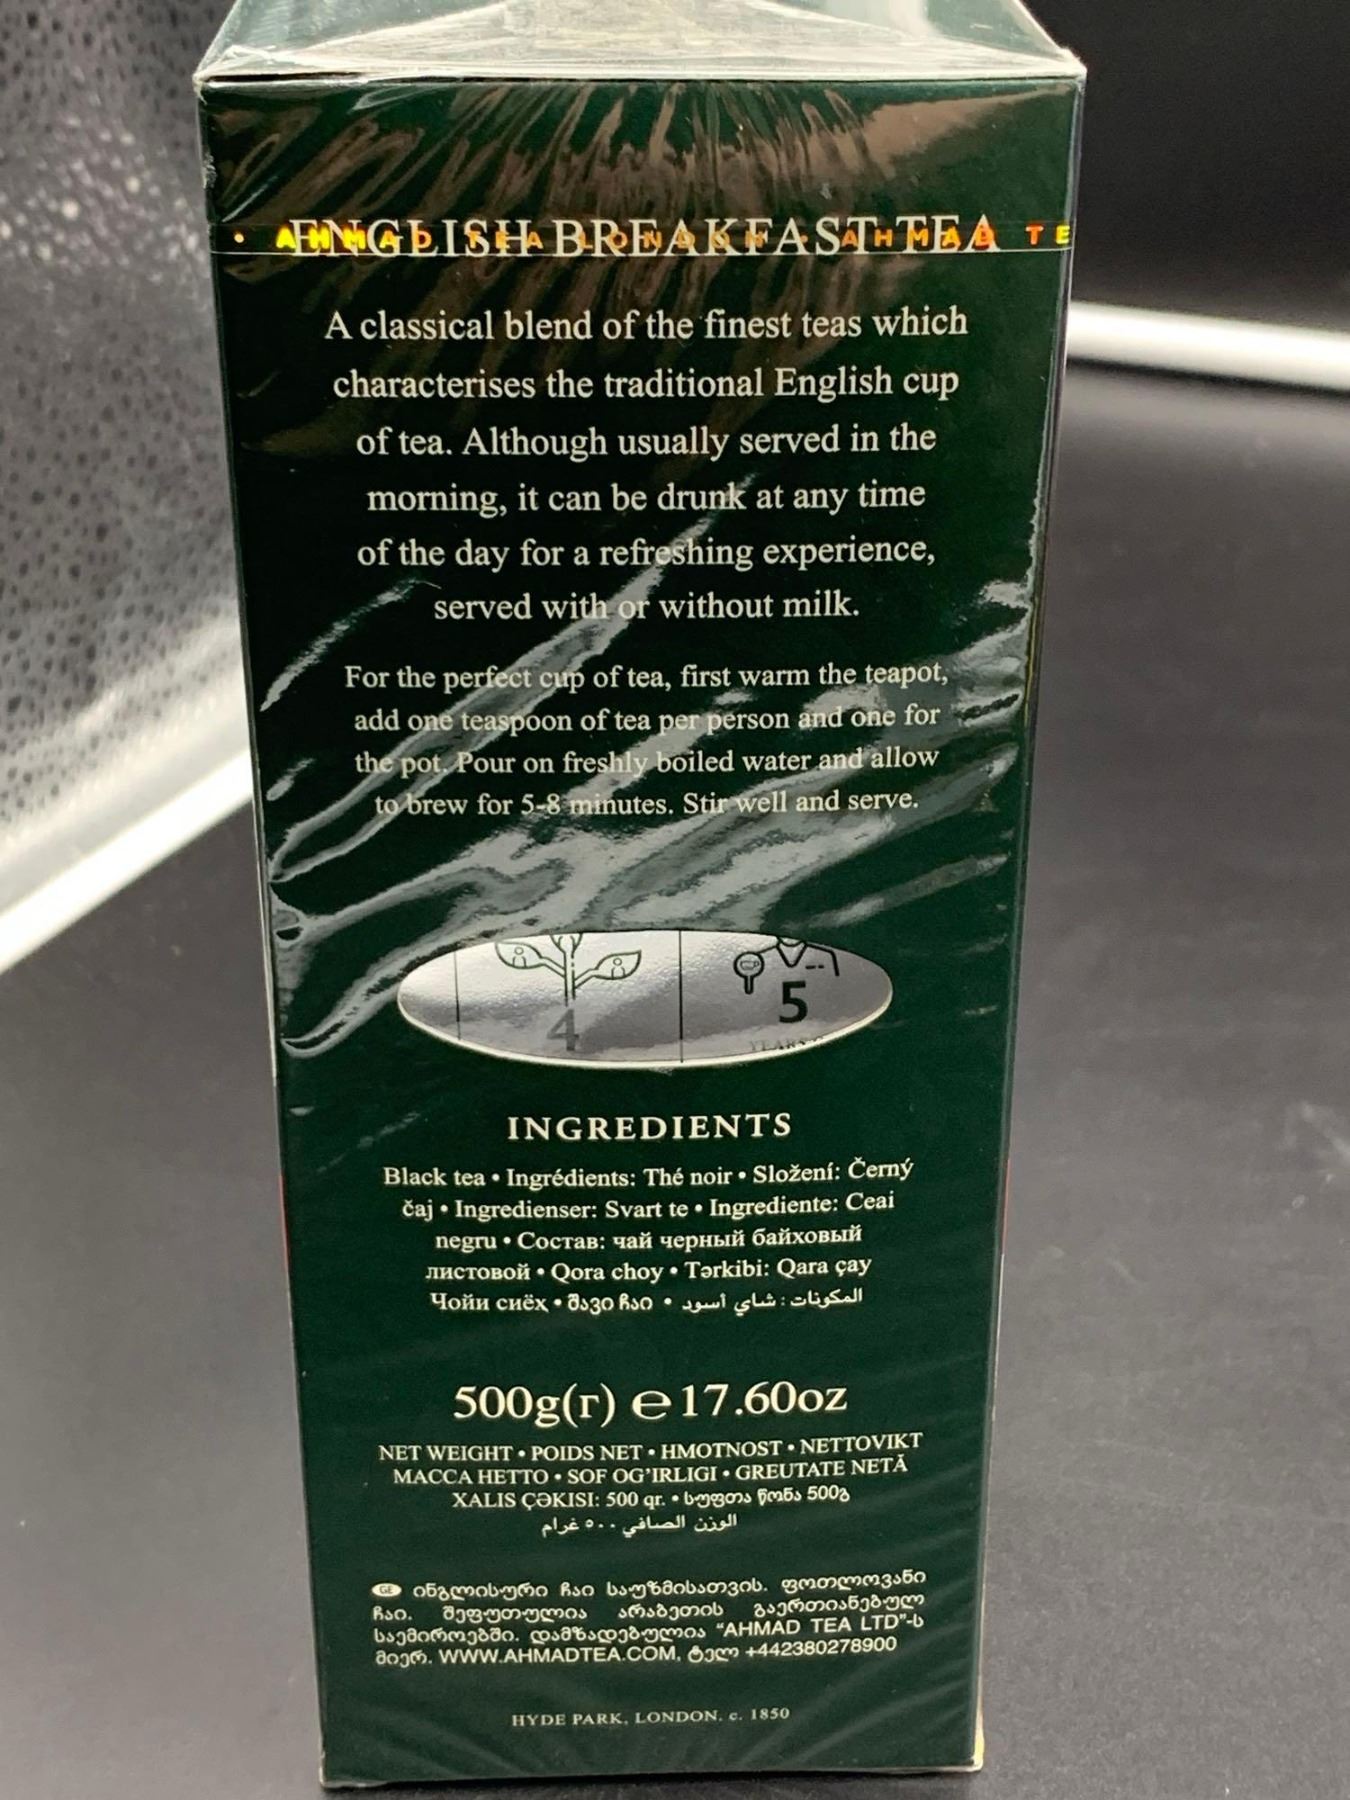 ENGLISH BREAKFAST TEA
• AHMAD TEA LONDON • AHMAD TE
A classical blend of the finest teas which
characterises the traditional English cup
of tea. Although usually served in the
morning, it can be drunk at any time
of the day for a refreshing experience,
served with or without milk.
For the perfect cup of tea, first warm the teapot,
add one teaspoon of tea per person and one for
the pot. Pour on freshly boiled water and allow
to brew for 5-8 minutes. Stir well and serve.
4 5
YEARS
INGREDIENTS
Black tea • Ingrédients: Thé noir • Složení: Černý
čaj • Ingredienser: Svart te • Ingrediente: Ceai
negru • Состав: чай черный байховый
листовой • Qora choy • Tərkibi: Qara çay
Чойи сиёҳ • შავი ჩაი • المكونات : شاي أسود
500g(г) ℮ 17.60oz
NET WEIGHT • POIDS NET • HMOTNOST • NETTOVIKT
МАССА НЕТТО • SOF OG'IRLIGI • GREUTATE NETĂ
XALIS ÇƏKISI: 500 qr. • სუფთა წონა 500გ
الوزن الصافي ٥٠٠ غرام
GE ინგლისური ჩაი საუზმისათვის. ფოთლოვანი
ჩაი. შეფუთულია არაბეთის გაერთიანებულ
საემიროებში. დამზადებულია “AHMAD TEA LTD”-ს
მიერ. WWW.AHMADTEA.COM, ტელ +442380278900
HYDE PARK, LONDON. c. 1850